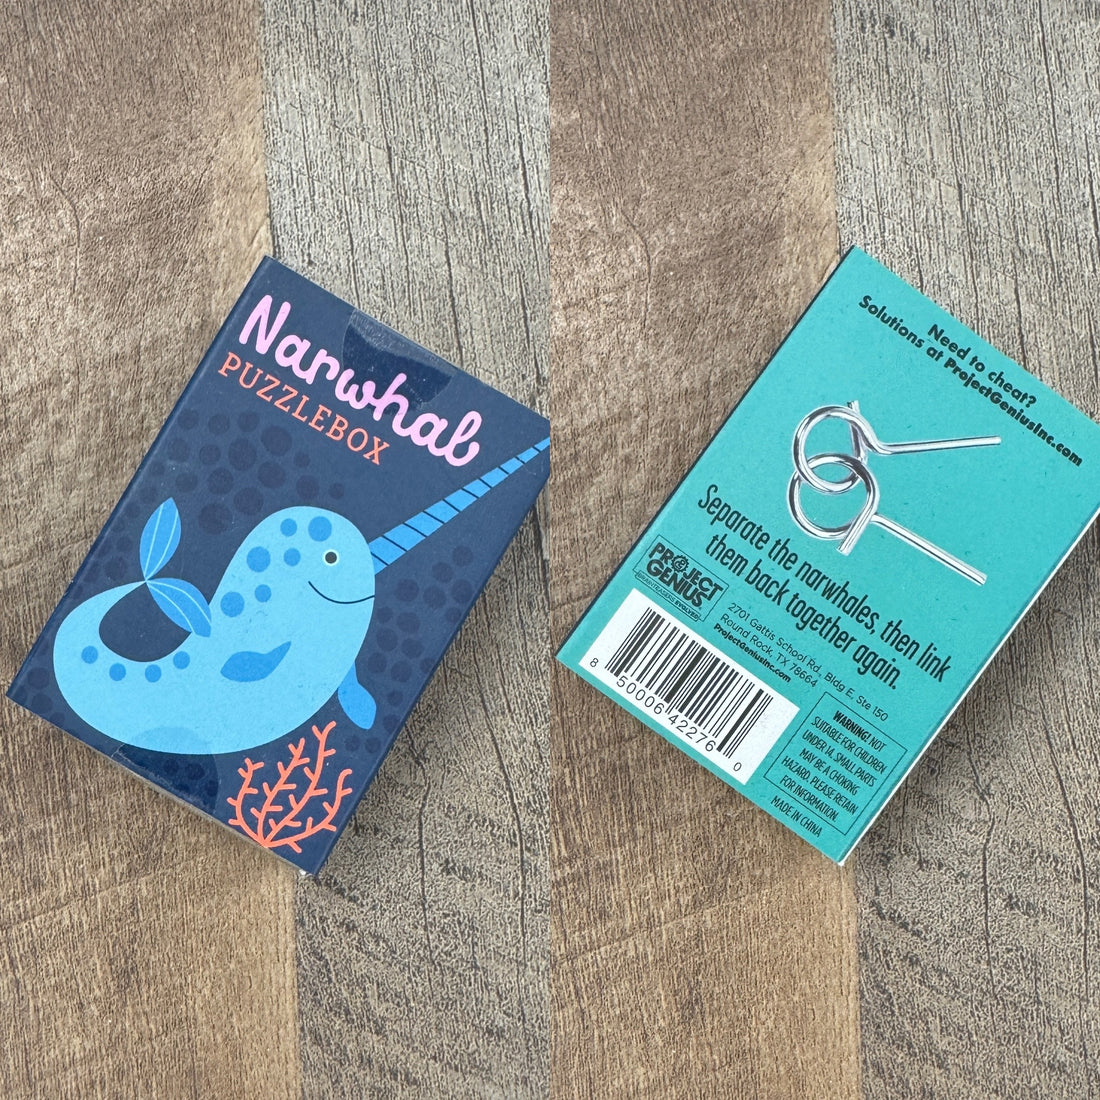 Narwhal
PUZZLEBOX
Need to cheat?
Solutions at ProjectGeniusInc.com
Separate the narwhales, then link
them back together again.
PROJECT
GENIUS
BRAINTEASERS EVOLVED
2701 Gattis School Rd, Bldg E, Ste 150
Round Rock, TX 78664
ProjectGeniusInc.com
8 50006 42276 0
WARNING! NOT
SUITABLE FOR CHILDREN
UNDER 14. SMALL PARTS
MAY BE A CHOKING
HAZARD. PLEASE RETAIN
FOR INFORMATION.
MADE IN CHINA